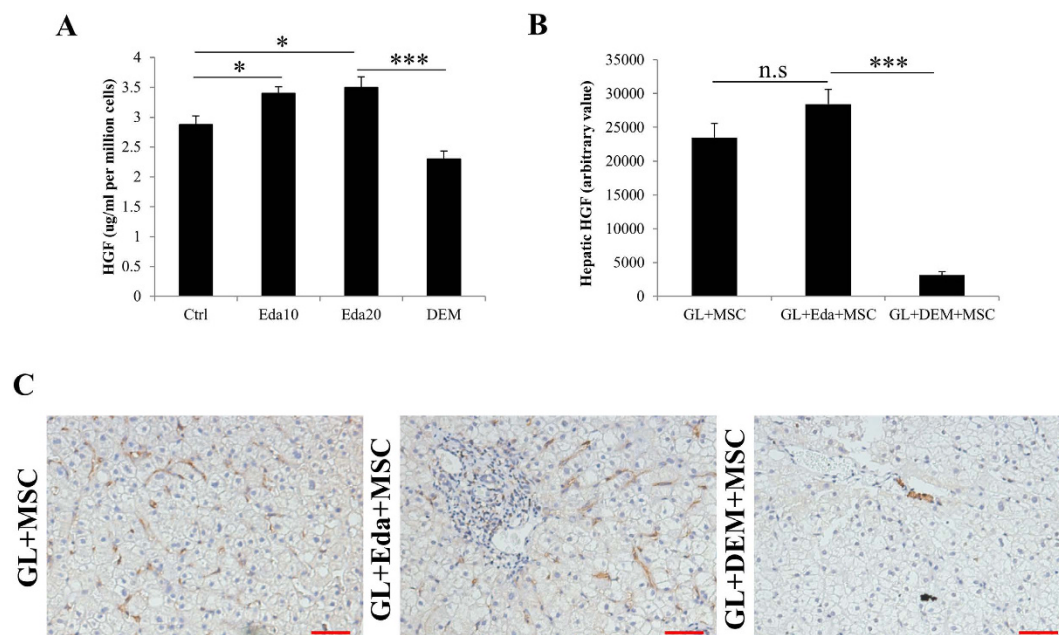 A
HGF (ug/ml per million cells)
4
3.5
3
2.5
2
1.5
1
0.5
0
*
*
***
Ctrl
Eda10
Eda20
DEM
B
Hepatic HGF (arbitrary value)
35000
30000
25000
20000
15000
10000
5000
0
n.s
***
GL+MSC
GL+Eda+MSC
GL+DEM+MSC
C
GL+MSC
GL+Eda+MSC
GL+DEM+MSC